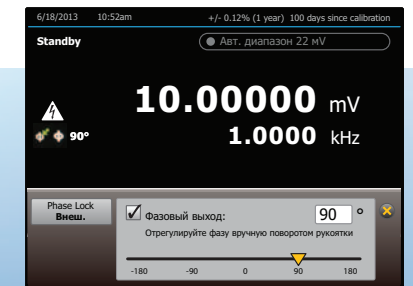 6/18/2013 10:52am +/- 0.12% (1 year) 100 days since calibration
Standby Авт. диапазон 22 мV
10.00000 mV
90° 1.0000 kHz
Phase Lock
Внеш.
Фазовый выход: 90 °
Отрегулируйте фазу вручную поворотом рукоятки
-180 -90 0 90 180